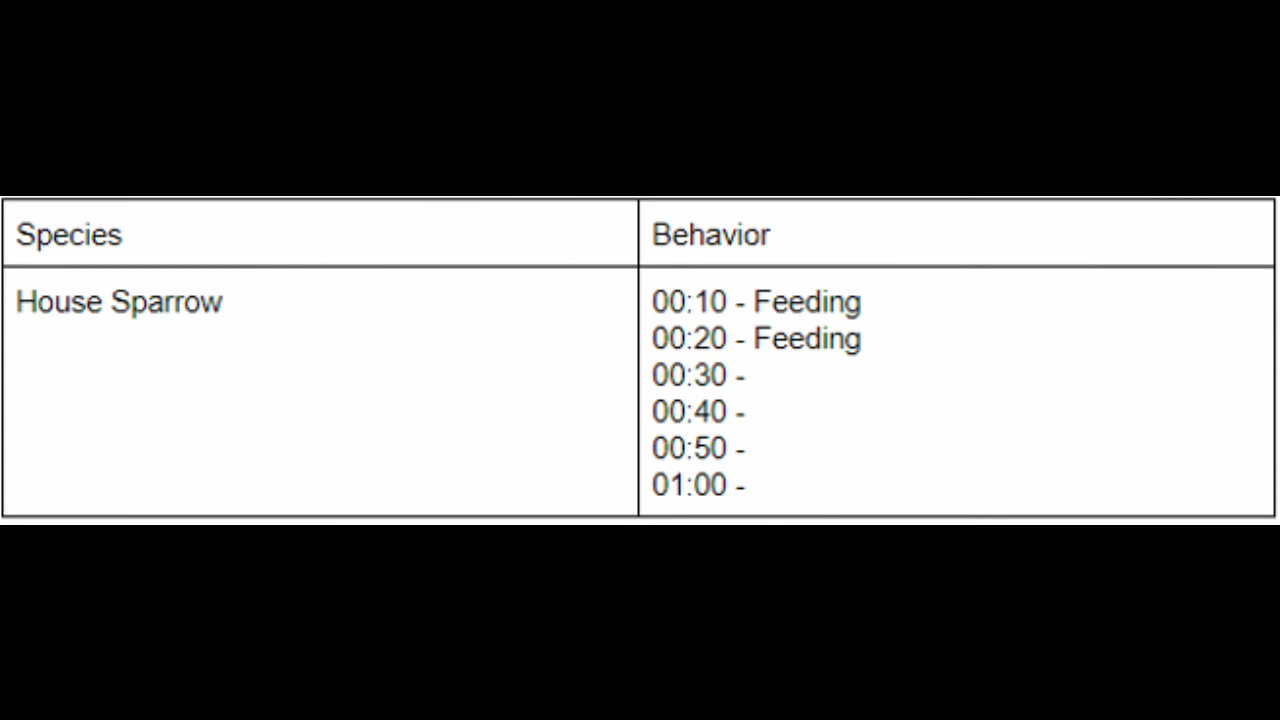 Species
Behavior
House Sparrow
00:10 - Feeding
00:20 - Feeding
00:30 -
00:40 -
00:50 -
01:00 -